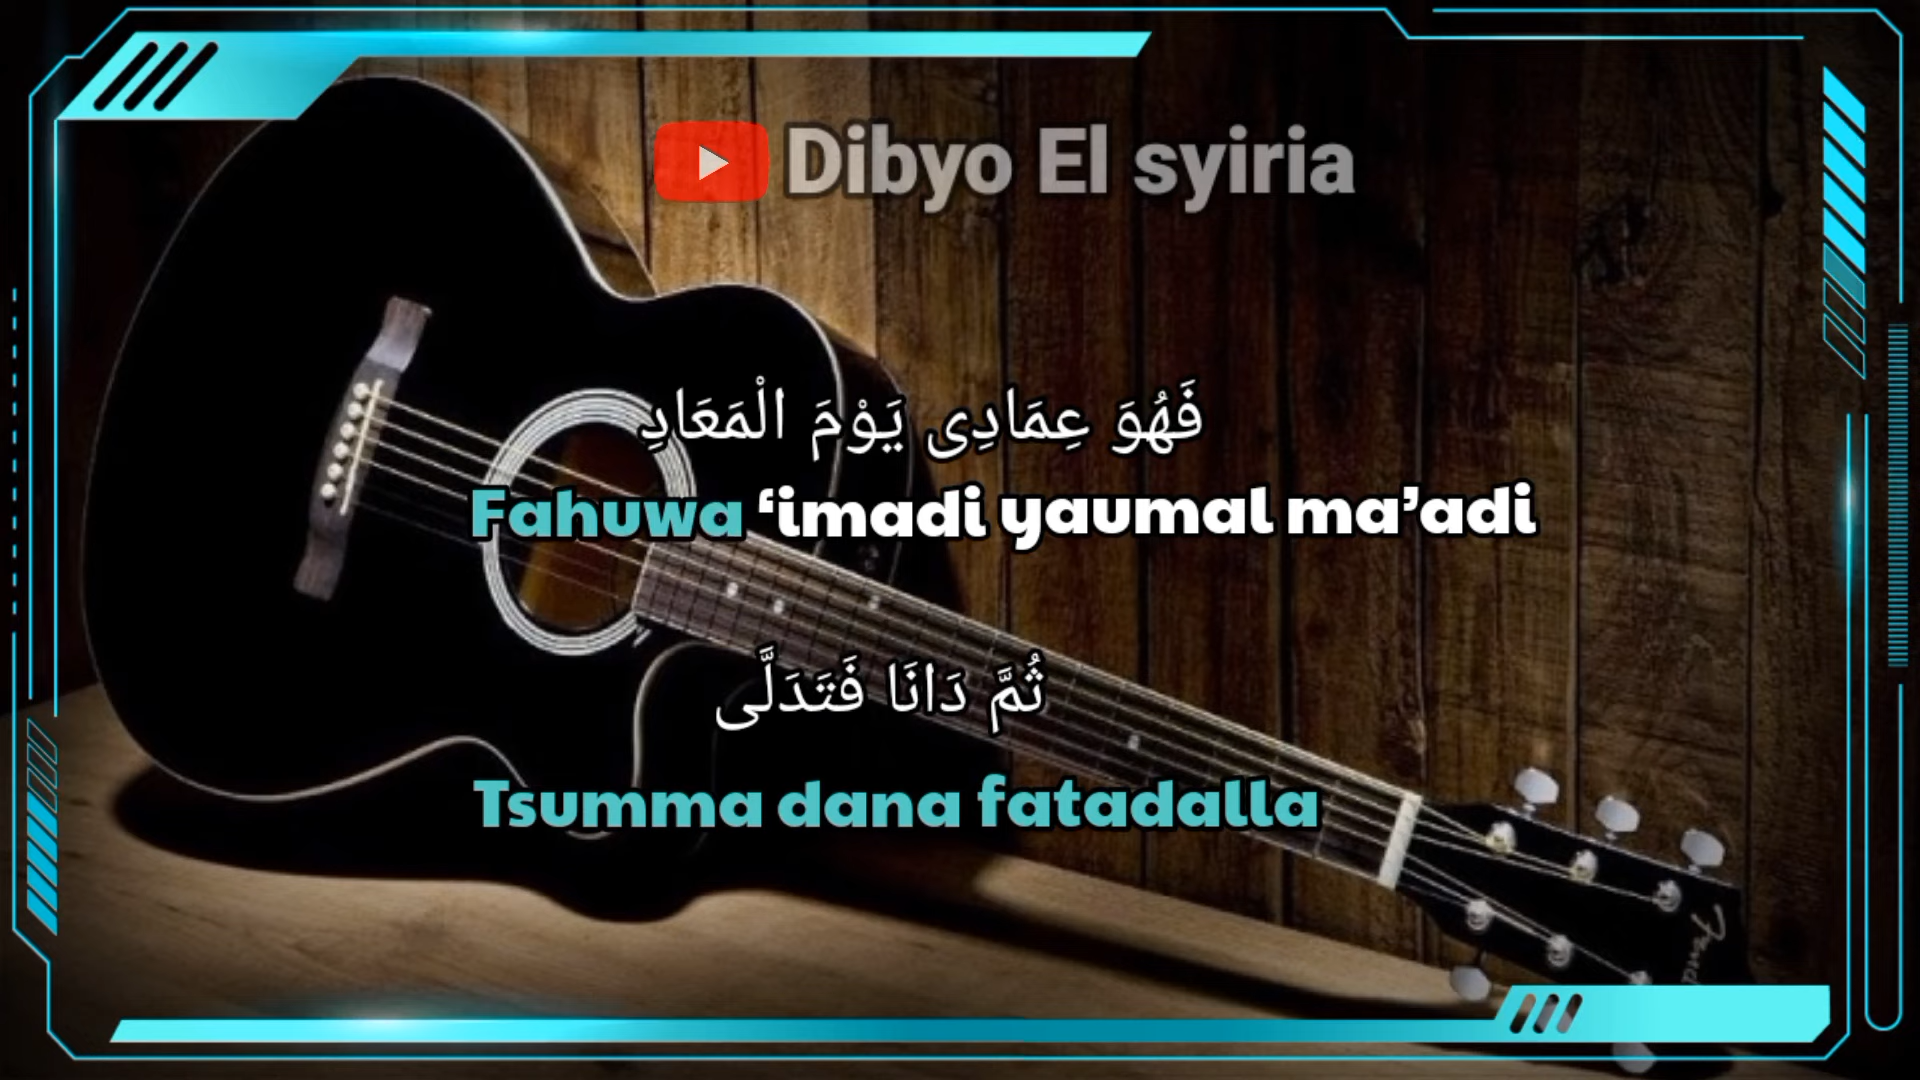 Dibyo El syiria
فَهُوَ عِمَادِى يَوْمَ الْمَعَادِ
Fahuwa ‘imadi yaumal ma’adi
ثُمَّ دَانَا فَتَدَلَّى
Tsumma dana fatadalla